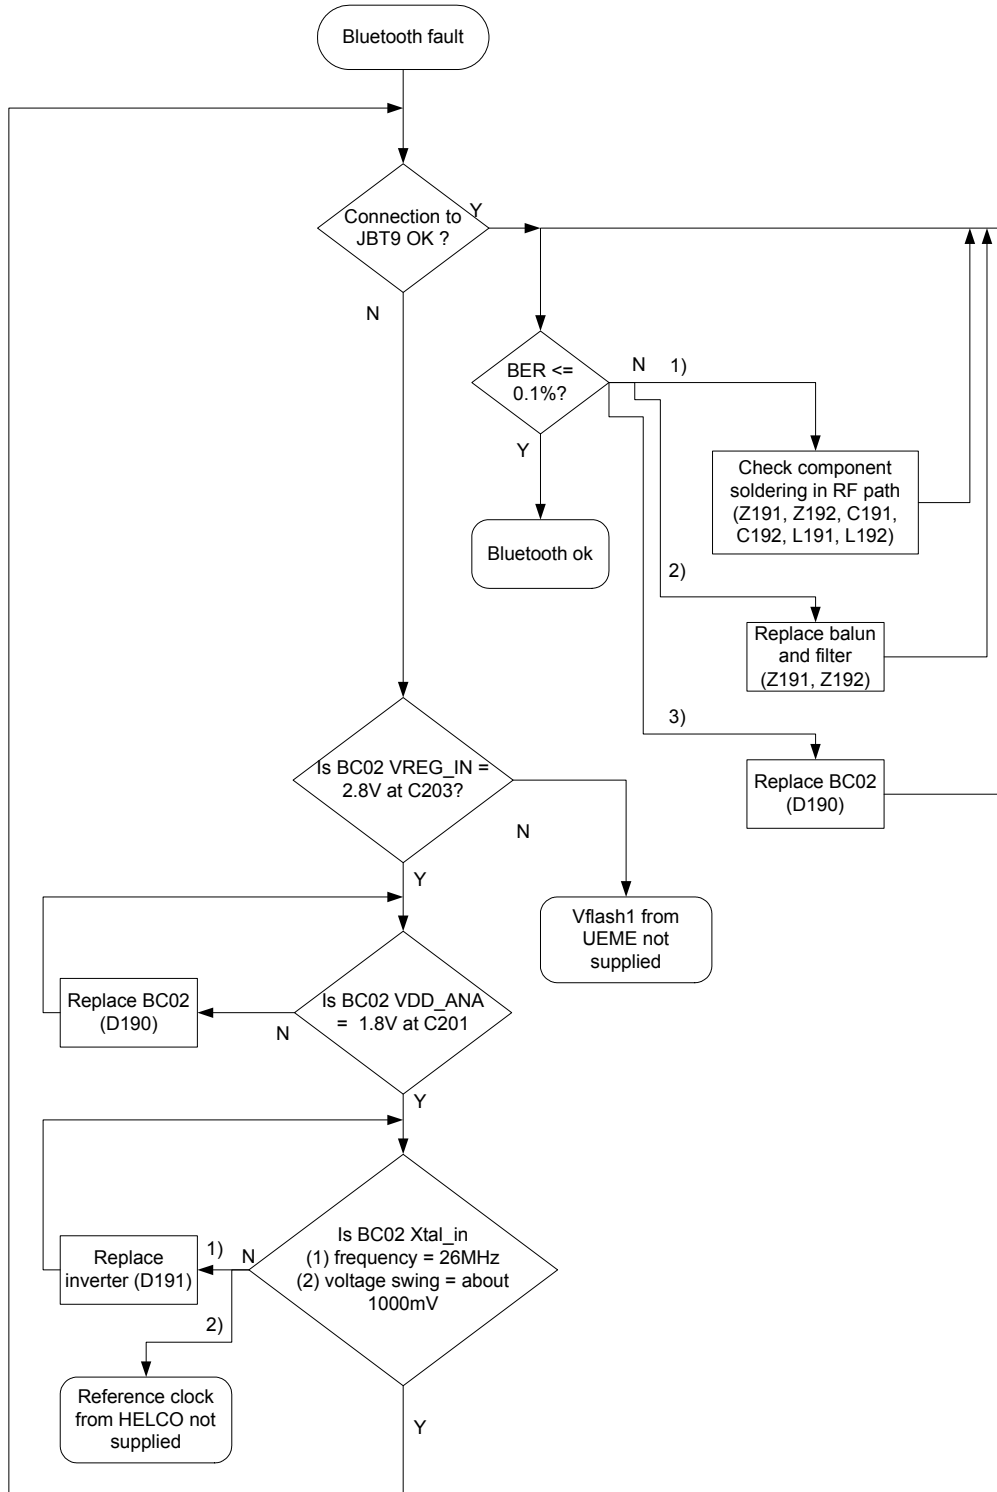 Bluetooth fault
Connection to
JBT9 OK ?
Y
N
BER <=
0.1%?
N
1)
Y
Check component
soldering in RF path
(Z191, Z192, C191,
C192, L191, L192)
Bluetooth ok
2)
Replace balun
and filter
(Z191, Z192)
3)
Replace BC02
(D190)
Is BC02 VREG_IN =
2.8V at C203?
N
Y
Vflash1 from
UEME not
supplied
Is BC02 VDD_ANA
= 1.8V at C201
Replace BC02
(D190)
N
Y
Is BC02 Xtal_in
(1) frequency = 26MHz
(2) voltage swing = about
1000mV
Replace
inverter (D191)
1)
N
2)
Reference clock
from HELCO not
supplied
Y